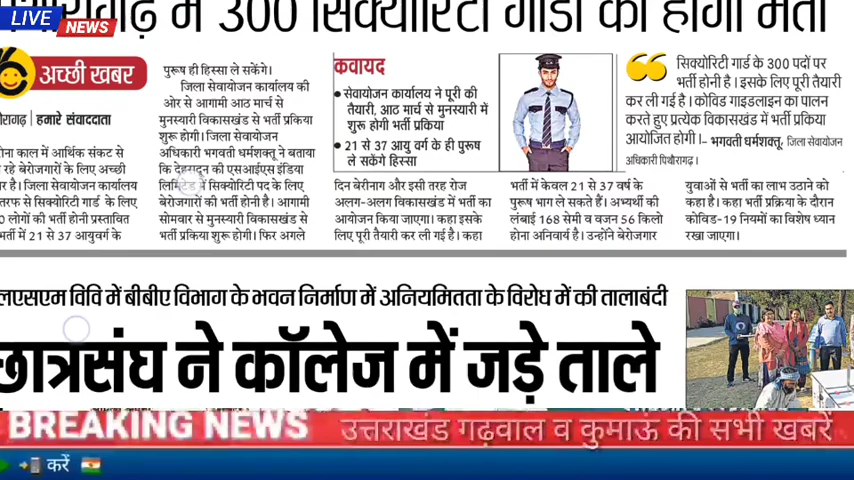 LIVE
NEWS
में 300 सिक्योरिटी गार्डों की होगी भर्ती
अच्छी खबर
हमारे संवाददाता
काल में आर्थिक संकट से
रहे बेरोजगारों के लिए अच्छी
है। जिला सेवायोजन कार्यालय
तरफ से सिक्योरिटी गार्ड के लिए
लोगों की भर्ती होनी प्रस्तावित
भर्ती में 21 से 37 आयुवर्ग के
पुरूष ही हिस्सा ले सकेंगे।
जिला सेवायोजन कार्यालय की
ओर से आगामी आठ मार्च से
मुनस्यारी विकासखंड से भर्ती प्रकिया
शुरू होगी। जिला सेवायोजन
अधिकारी भगवती धर्मशक्तू ने बताया
कि देहरादून की एसआईएस इंडिया
लिमिटेड में सिक्योरिटी पद के लिए
बेरोजगारों की भर्ती होनी है। आगामी
सोमवार से मुनस्यारी विकासखंड से
भर्ती प्रकिया शुरू होगी। फिर अगले
कवायद
● सेवायोजन कार्यालय ने पूरी की
तैयारी, आठ मार्च से मुनस्यारी में
शुरू होगी भर्ती प्रकिया
● 21 से 37 आयु वर्ग के ही पुरूष
ले सकेंगे हिस्सा
दिन बेरीनाग और इसी तरह रोज
अलग-अलग विकासखंड में भर्ती का
आयोजन किया जाएगा। कहा इसके
लिए पूरी तैयारी कर ली गई है। कहा
भर्ती में केवल 21 से 37 वर्ष के
पुरूष भाग ले सकते हैं। अभ्यर्थी की
लंबाई 168 सेमी व वजन 56 किलो
होना अनिवार्य है। उन्होंने बेरोजगार
सिक्योरिटी गार्ड के 300 पदों पर
भर्ती होनी है। इसके लिए पूरी तैयारी
कर ली गई है। कोविड गाइडलाइन का पालन
करते हुए प्रत्येक विकासखंड में भर्ती प्रकिया
आयोजित होगी।- भगवती धर्मशक्तू, जिला सेवायोजन
अधिकारी पिथौरागढ़।
युवाओं से भर्ती का लाभ उठाने को
कहा है। कहा भर्ती प्रक्रिया के दौरान
कोविड-19 नियमों का विशेष ध्यान
रखा जाएगा।
लएसएम विवि में बीबीए विभाग के भवन निर्माण में अनियमितता के विरोध में की तालाबंदी
छात्रसंघ ने कॉलेज में जड़े ताले
BREAKING NEWS
उत्तराखंड गढ़वाल व कुमाऊ की सभी खबरें
करें